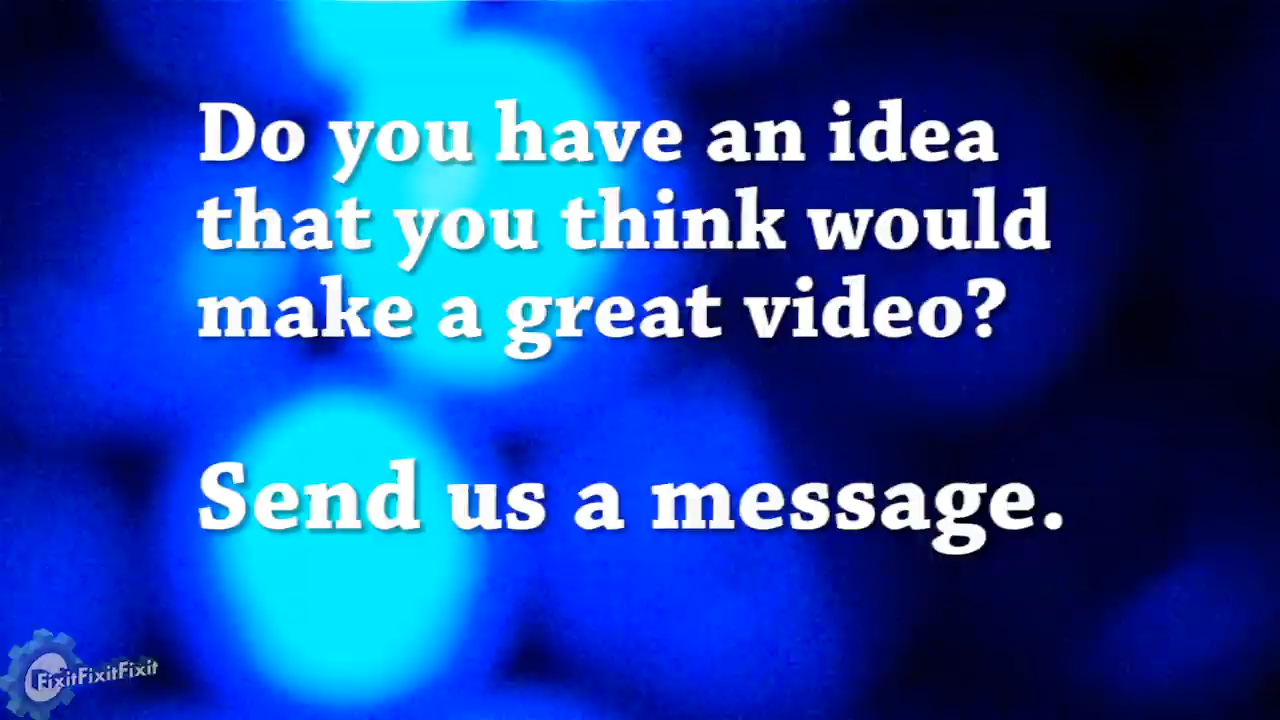 Do you have an idea
that you think would
make a great video?
Send us a message.
FixitFixitFixit